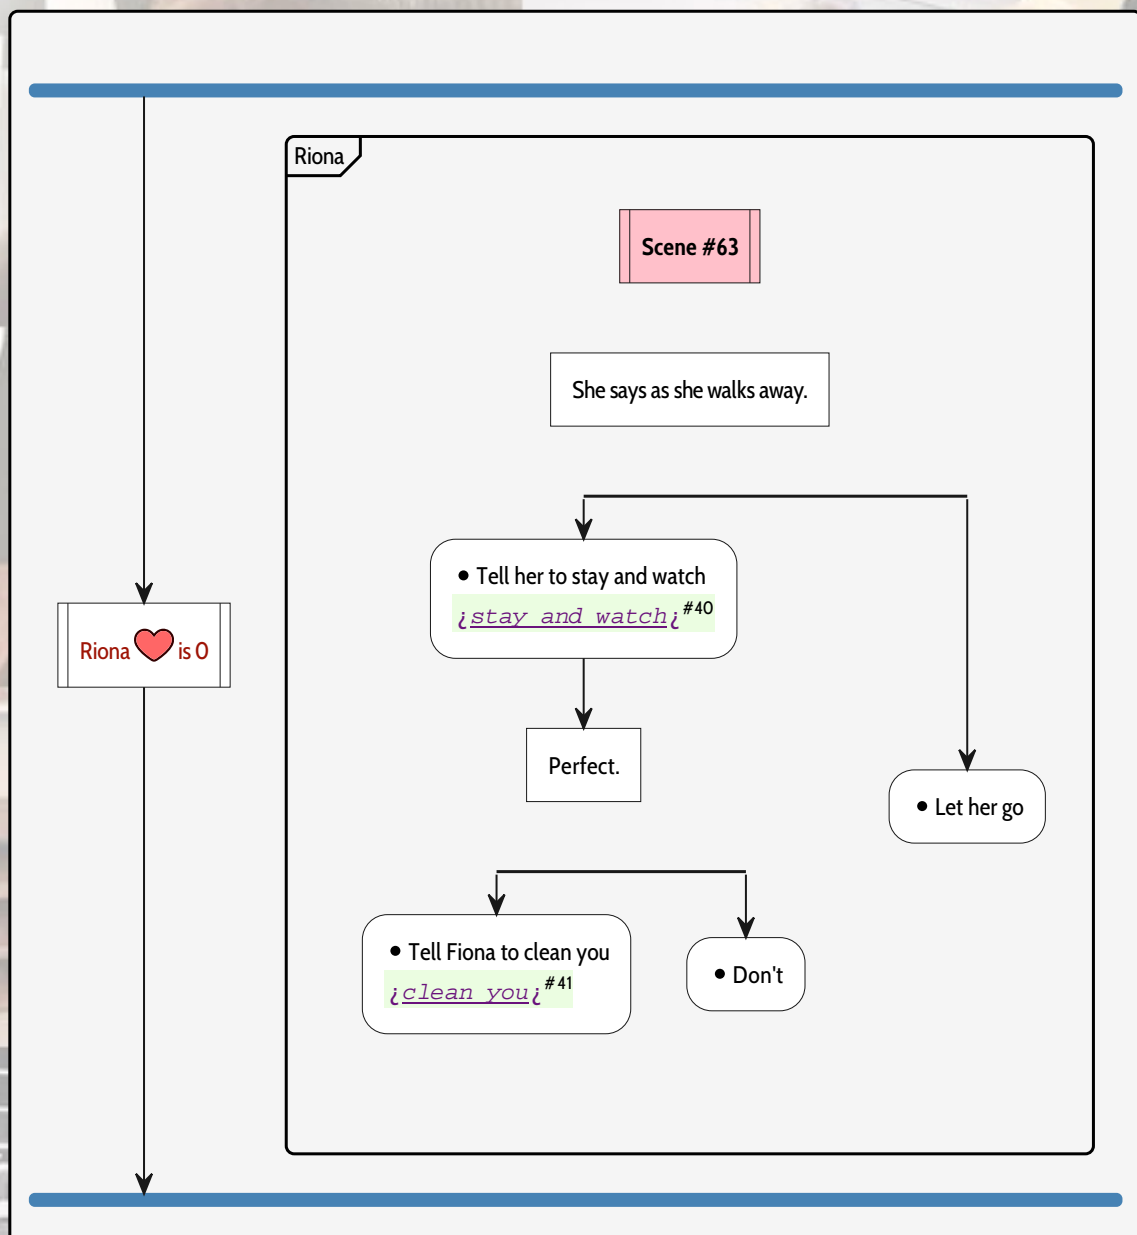 Riona
Scene #63
She says as she walks away.
• Tell her to stay and watch
¿stay and watch¿#40
Riona is 0
Perfect.
• Let her go
• Tell Fiona to clean you
¿clean you¿#41
• Don't